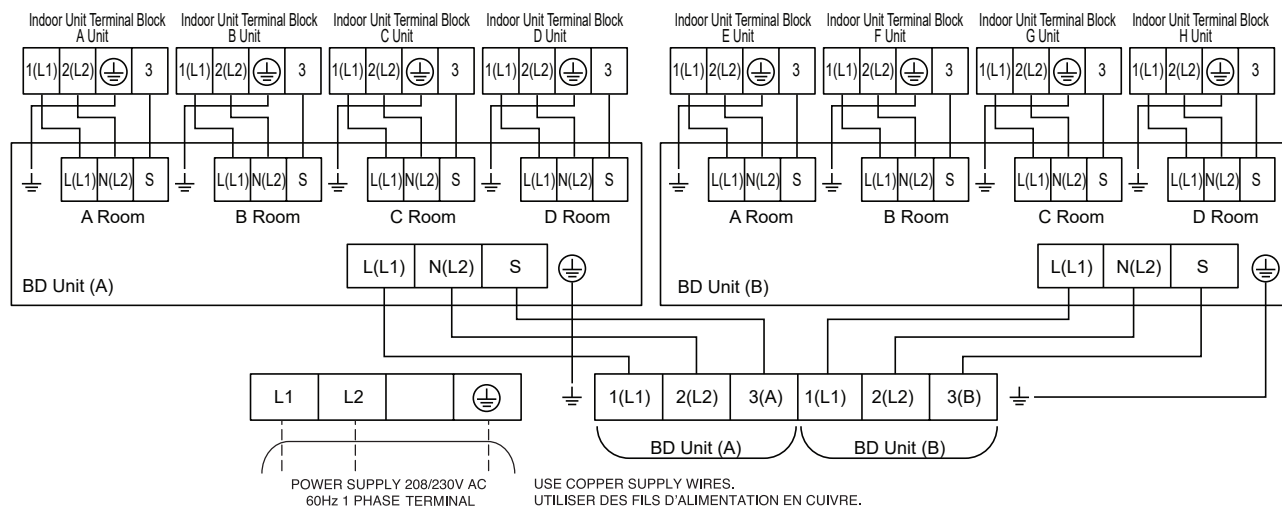 Indoor Unit Terminal Block Indoor Unit Terminal Block Indoor Unit Terminal Block Indoor Unit Terminal Block Indoor Unit Terminal Block Indoor Unit Terminal Block Indoor Unit Terminal Block Indoor Unit Terminal Block
A Unit B Unit C Unit D Unit E Unit F Unit G Unit H Unit
1(L1) 2(L2) 3 1(L1) 2(L2) 3 1(L1) 2(L2) 3 1(L1) 2(L2) 3 1(L1) 2(L2) 3 1(L1) 2(L2) 3 1(L1) 2(L2) 3 1(L1) 2(L2) 3
L(L1) N(L2) S L(L1) N(L2) S L(L1) N(L2) S L(L1) N(L2) S L(L1) N(L2) S L(L1) N(L2) S L(L1) N(L2) S L(L1) N(L2) S
A Room B Room C Room D Room A Room B Room C Room D Room
L(L1) N(L2) S L(L1) N(L2) S
BD Unit (A) BD Unit (B)
L1 L2 1(L1) 2(L2) 3(A) 1(L1) 2(L2) 3(B)
BD Unit (A) BD Unit (B)
POWER SUPPLY 208/230V AC
60Hz 1 PHASE TERMINAL
USE COPPER SUPPLY WIRES.
UTILISER DES FILS D'ALIMENTATION EN CUIVRE.